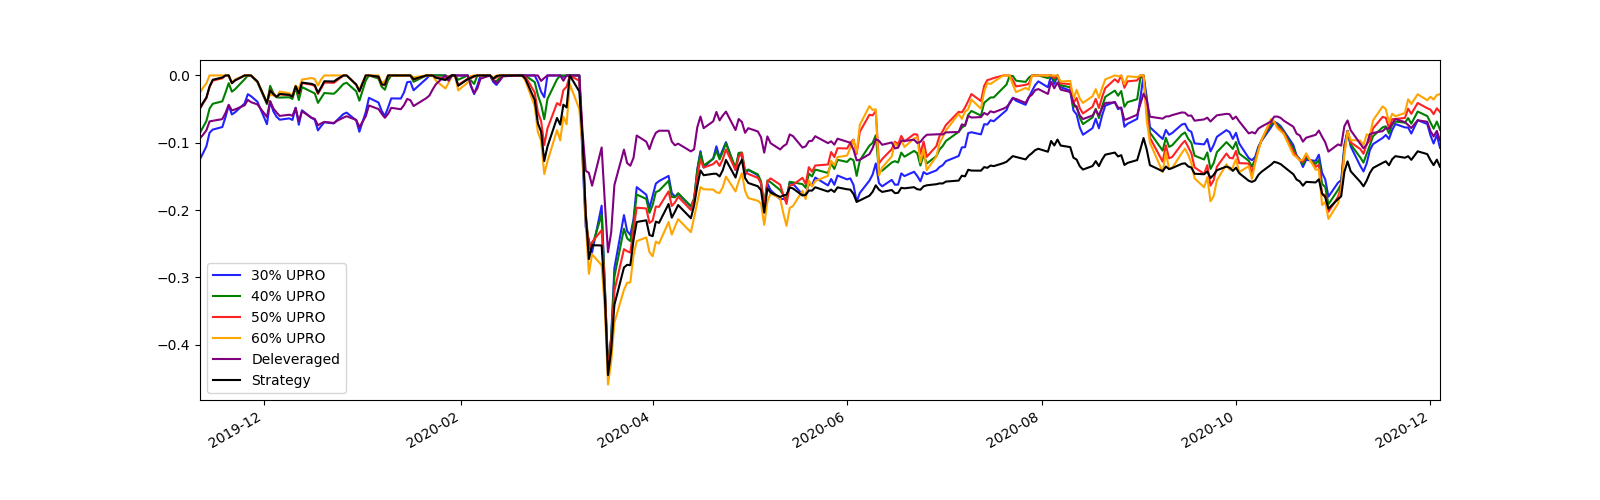 0.0
−0.1
−0.2
−0.3
−0.4
30% UPRO
40% UPRO
50% UPRO
60% UPRO
Deleveraged
Strategy
2019-12
2020-02
2020-04
2020-06
2020-08
2020-10
2020-12